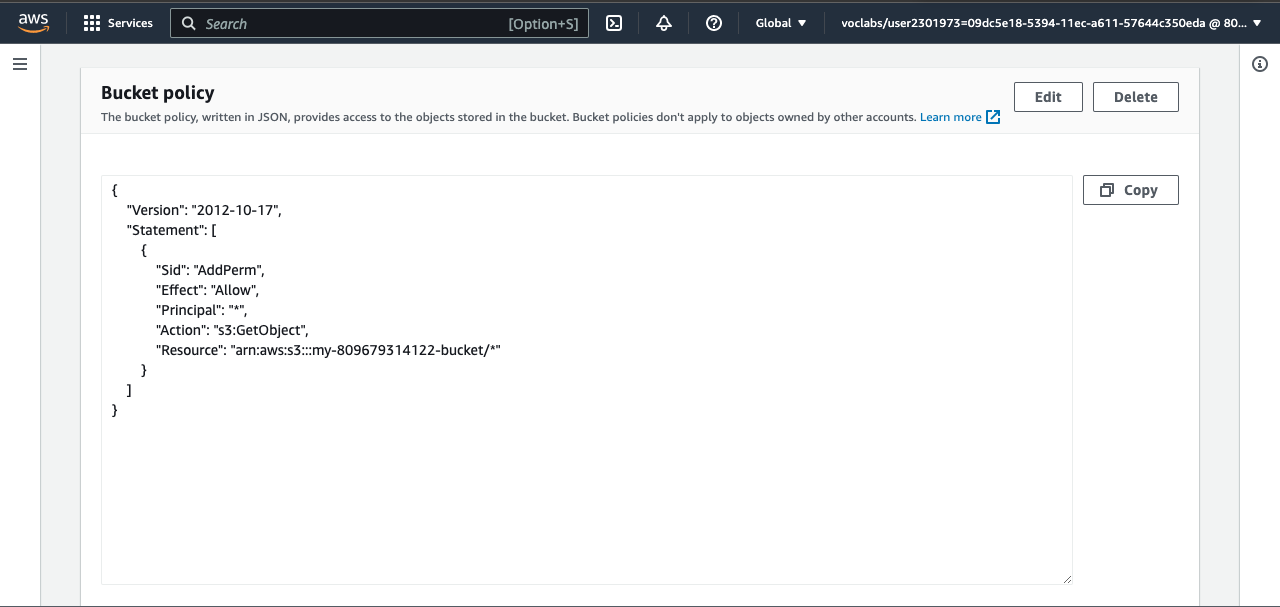 aws
Services
Search [Option+S]
Global
voclabs/user2301973=09dc5e18-5394-11ec-a611-57644c350eda @ 80...
Bucket policy
Edit
Delete
The bucket policy, written in JSON, provides access to the objects stored in the bucket. Bucket policies don't apply to objects owned by other accounts. Learn more
Copy
{
"Version": "2012-10-17",
"Statement": [
{
"Sid": "AddPerm",
"Effect": "Allow",
"Principal": "*",
"Action": "s3:GetObject",
"Resource": "arn:aws:s3:::my-809679314122-bucket/*"
}
]
}